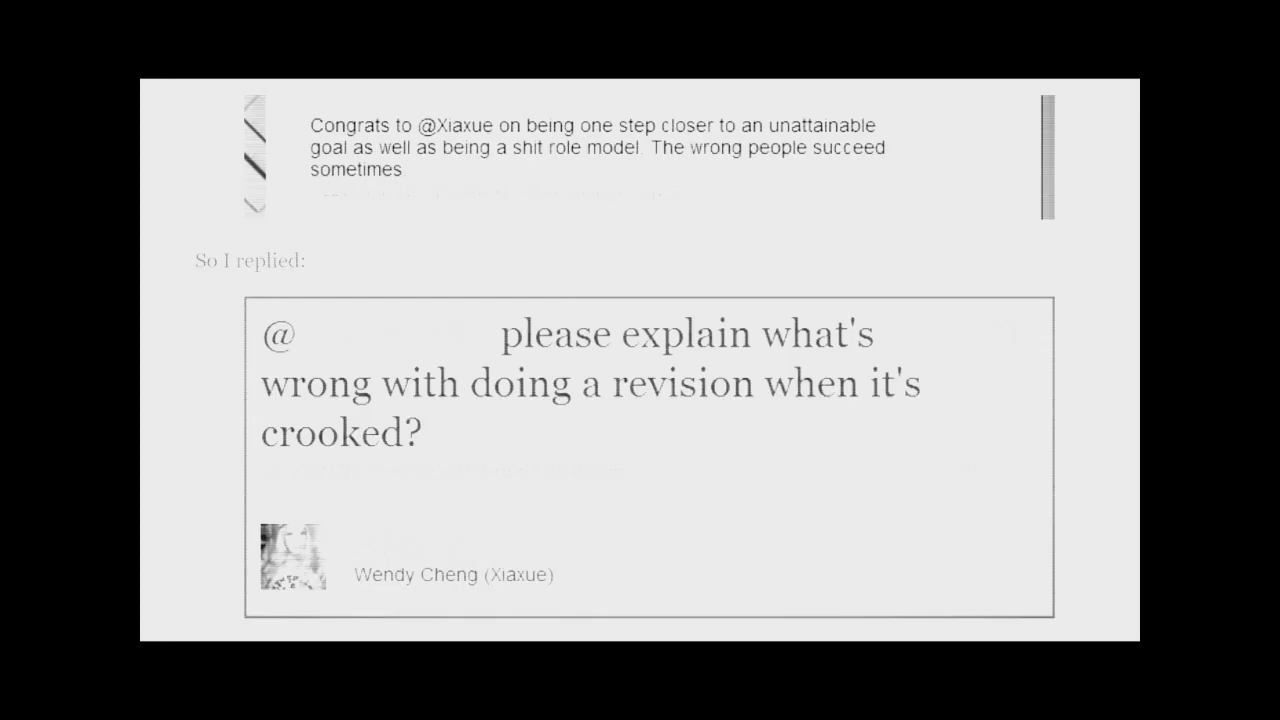 Congrats to @Xiaxue on being one step closer to an unattainable
goal as well as being a shit role model. The wrong people succeed
sometimes.
So I replied:
@ please explain what's
wrong with doing a revision when it's
crooked?
Wendy Cheng (Xiaxue)